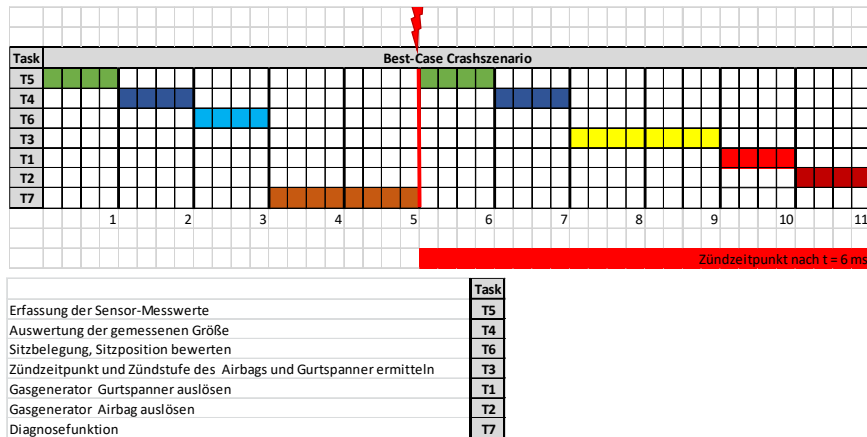 Task Best-Case Crashszenario
T5
T4
T6
T3
T1
T2
T7
1 2 3 4 5 6 7 9 10 11
Zündzeitpunkt nach t = 6 ms
Task
Erfassung der Sensor-Messwerte T5
Auswertung der gemessenen Größe T4
Sitzbelegung, Sitzposition bewerten T6
Zündzeitpunkt und Zündstufe des Airbags und Gurtspanner ermitteln T3
Gasgenerator Gurtspanner auslösen T1
Gasgenerator Airbag auslösen T2
Diagnosefunktion T7